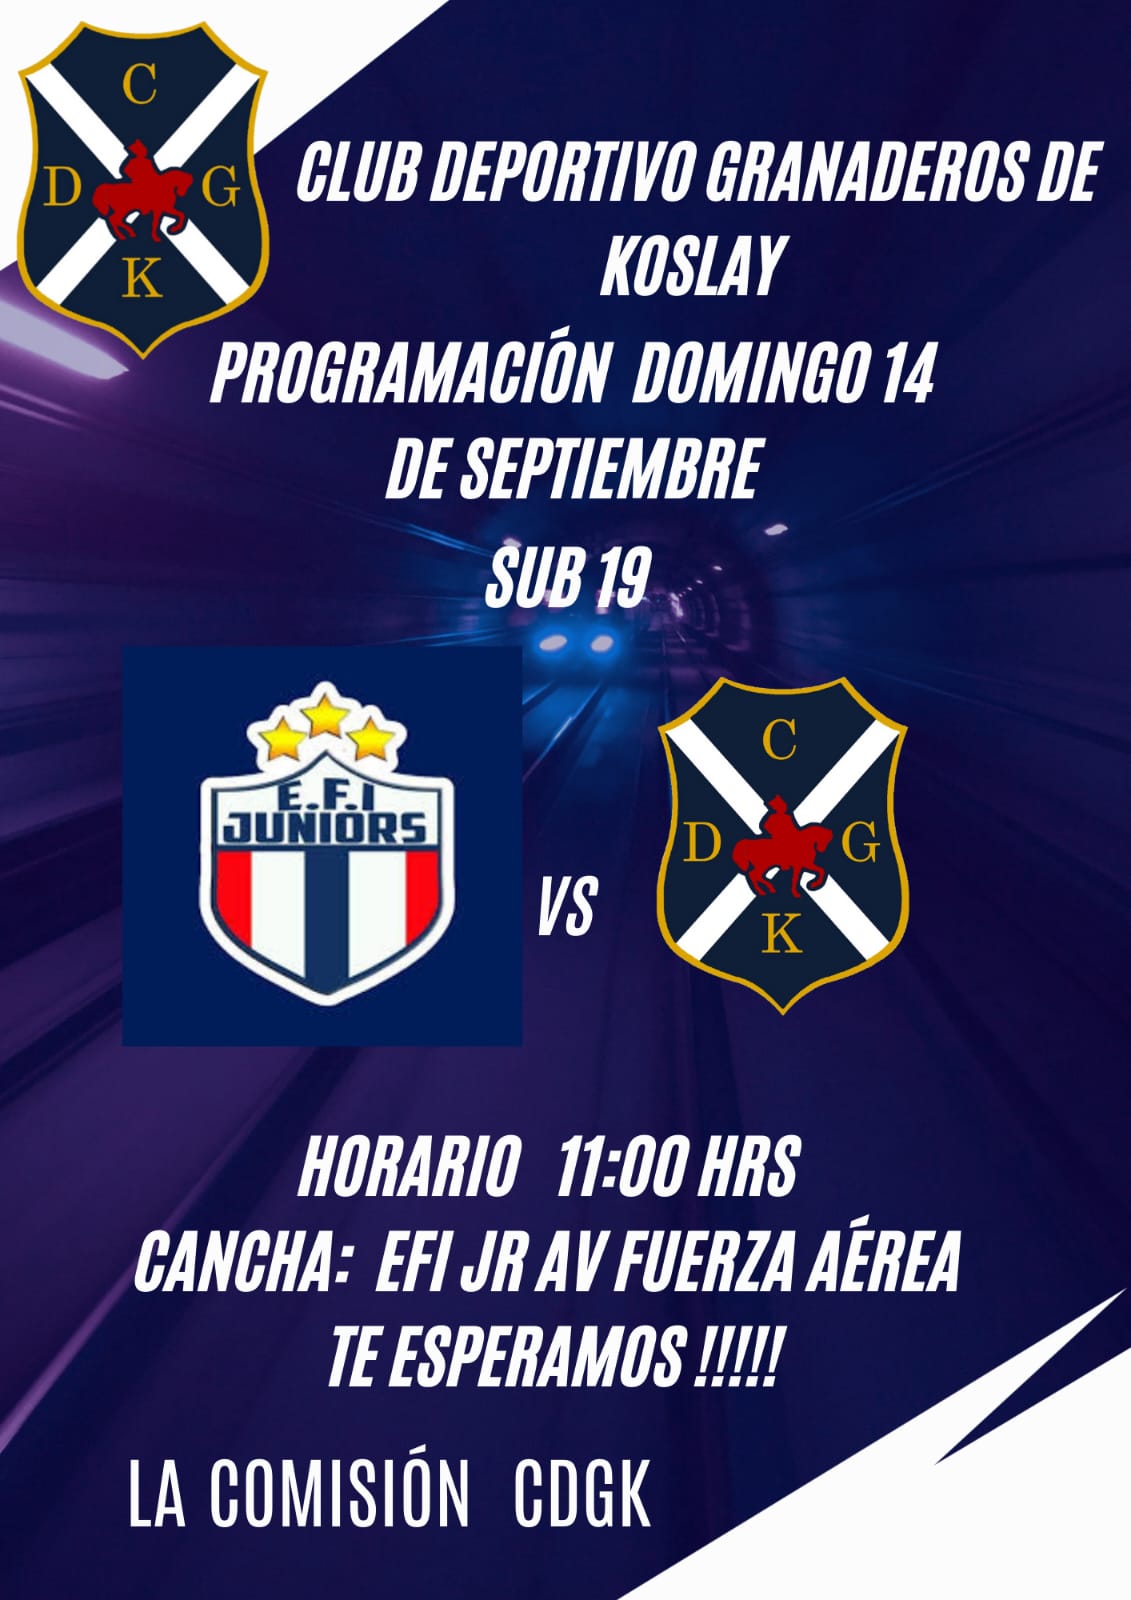 C
D G
K
CLUB DEPORTIVO GRANADEROS DE
KOSLAY
PROGRAMACIÓN DOMINGO 14
DE SEPTIEMBRE
SUB 19
E.F.I
JUNIORS
VS
C
D G
K
HORARIO 11:00 HRS
CANCHA: EFI JR AV FUERZA AÉREA
TE ESPERAMOS !!!!!
LA COMISIÓN CDGK